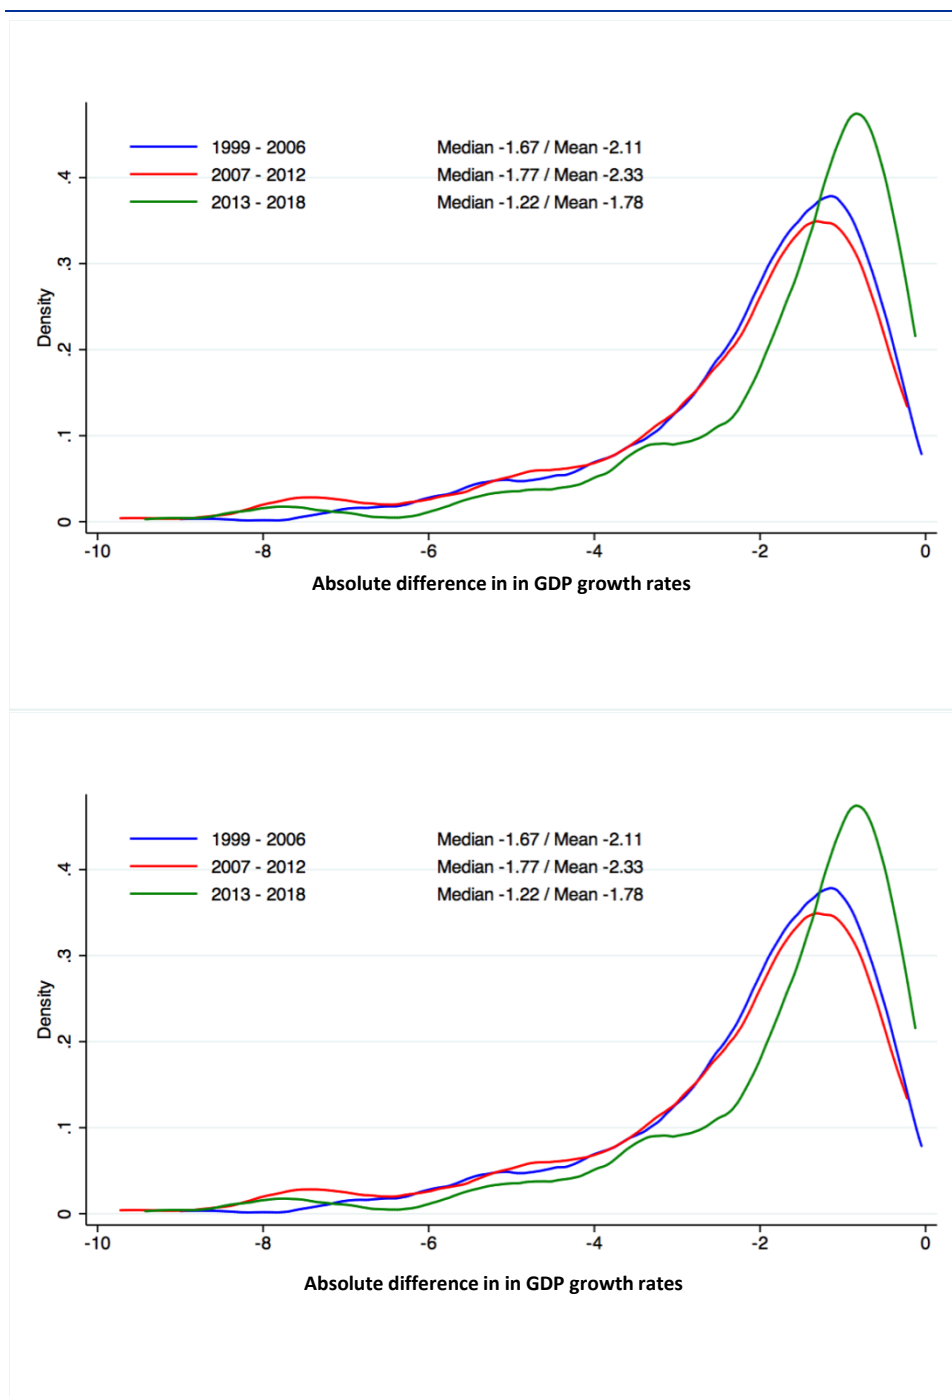 1999 - 2006 Median -1.67 / Mean -2.11
2007 - 2012 Median -1.77 / Mean -2.33
2013 - 2018 Median -1.22 / Mean -1.78
.4
.3
.2
.1
0
Density
-10 -8 -6 -4 -2 0
Absolute difference in in GDP growth rates
1999 - 2006 Median -1.67 / Mean -2.11
2007 - 2012 Median -1.77 / Mean -2.33
2013 - 2018 Median -1.22 / Mean -1.78
.4
.3
.2
.1
0
Density
-10 -8 -6 -4 -2 0
Absolute difference in in GDP growth rates